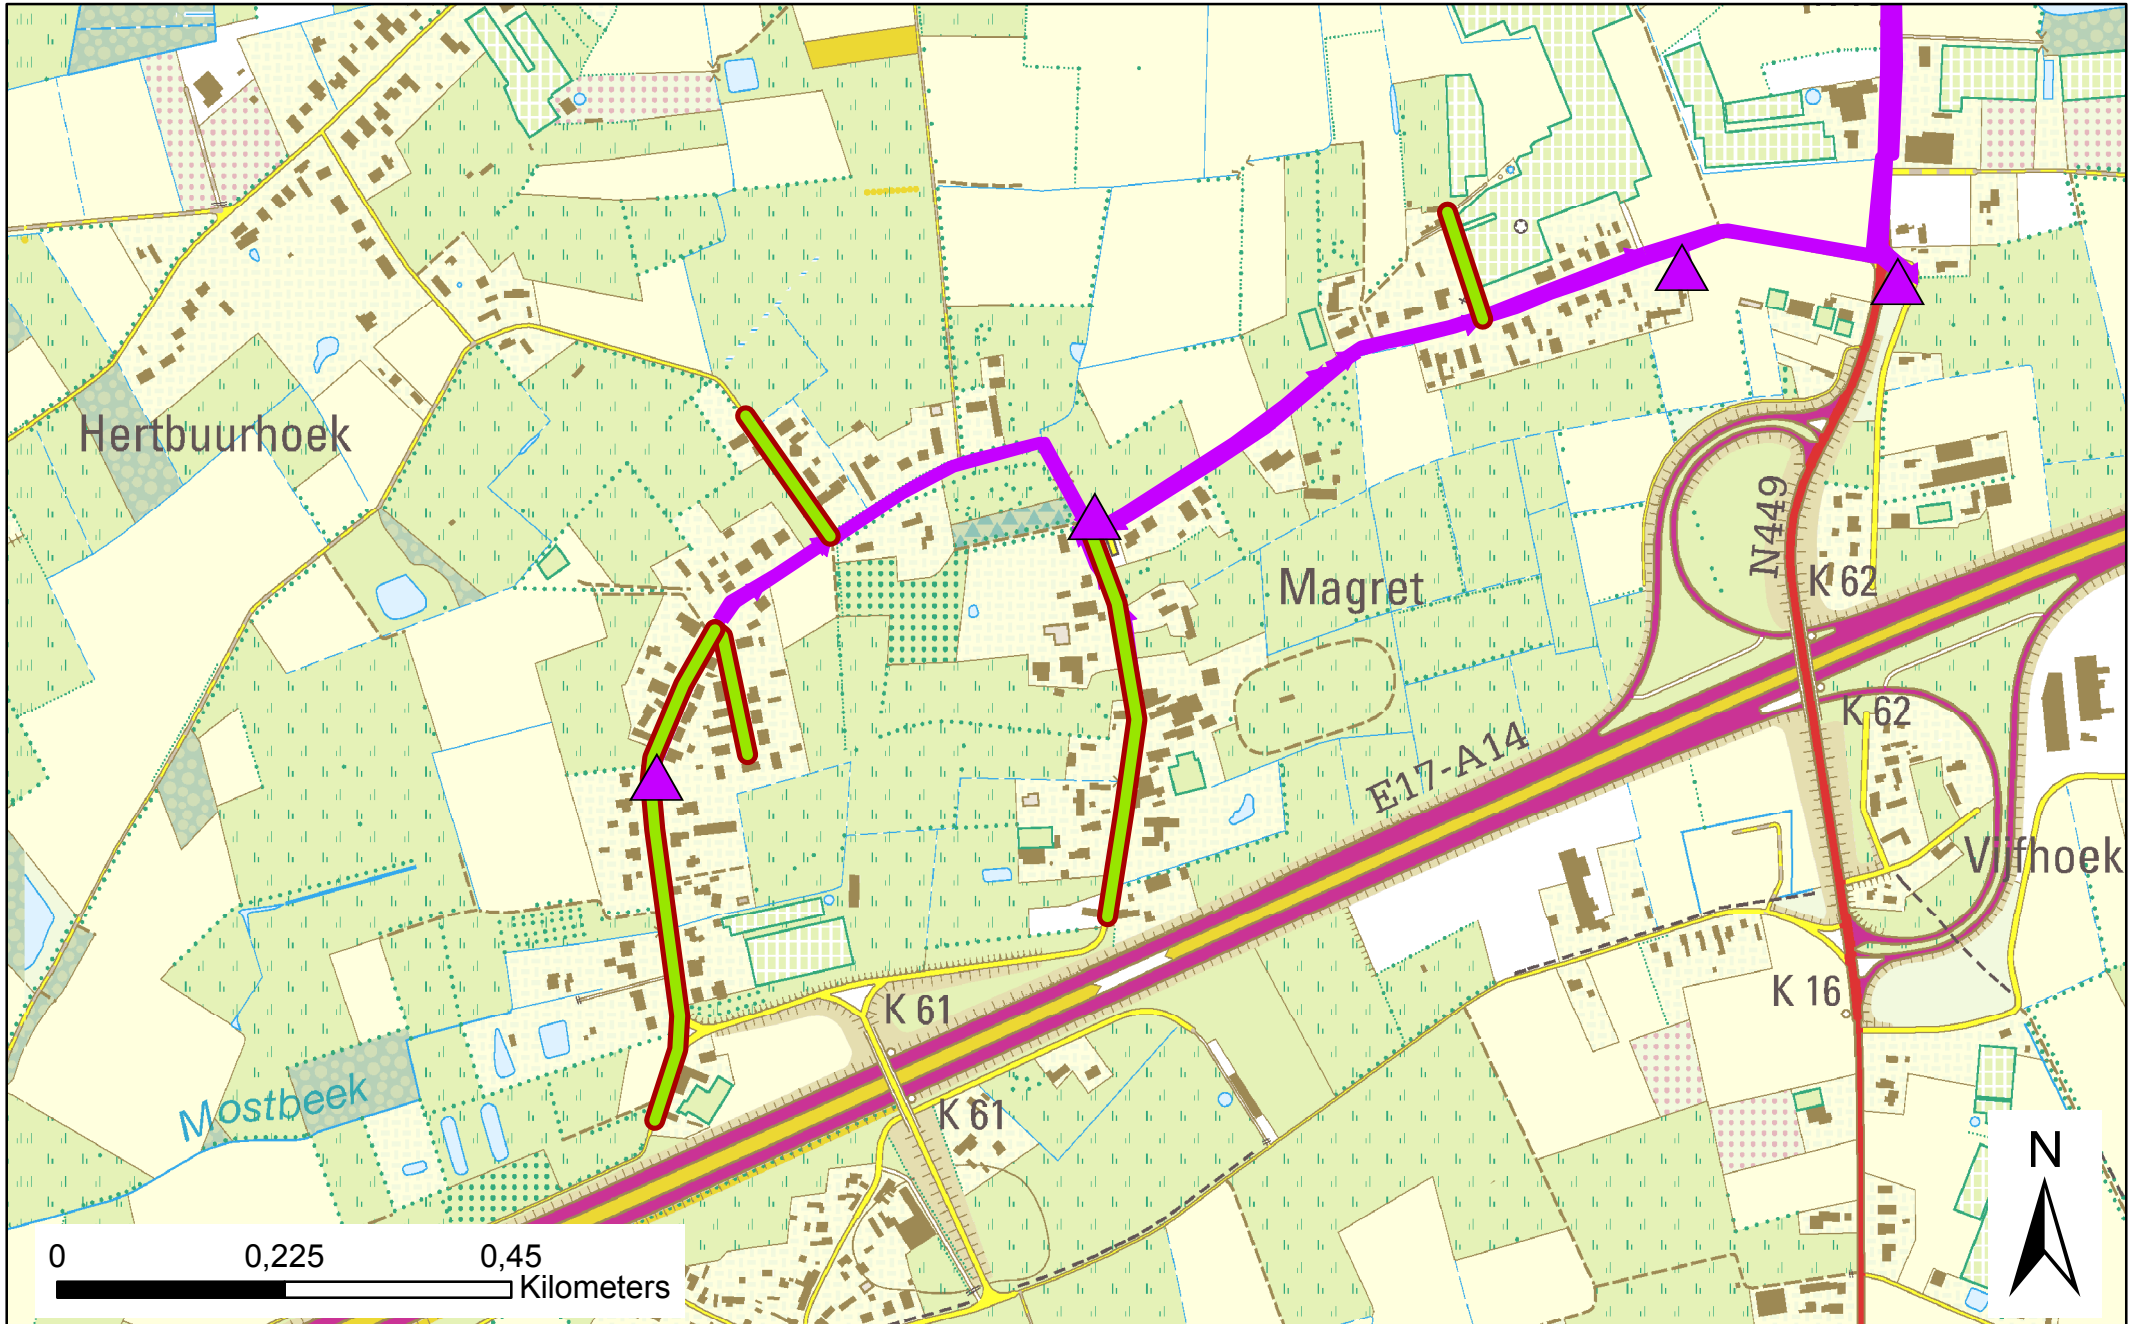 Hertbuurhoek
N449
Magret
K 62
K 62
E17-A14
Vijfhoek
K 16
K 61
Mostbeek
K 61
N
0 0,225 0,45
Kilometers